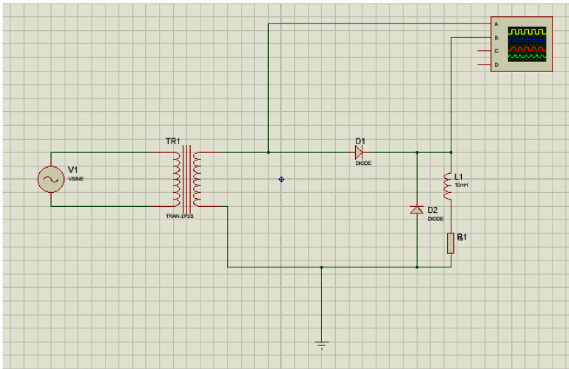 A
B
C
D
TR1
D1
DIODE
V1
VSINE
L1
10mH
D2
DIODE
TRAN-2P2S
R1